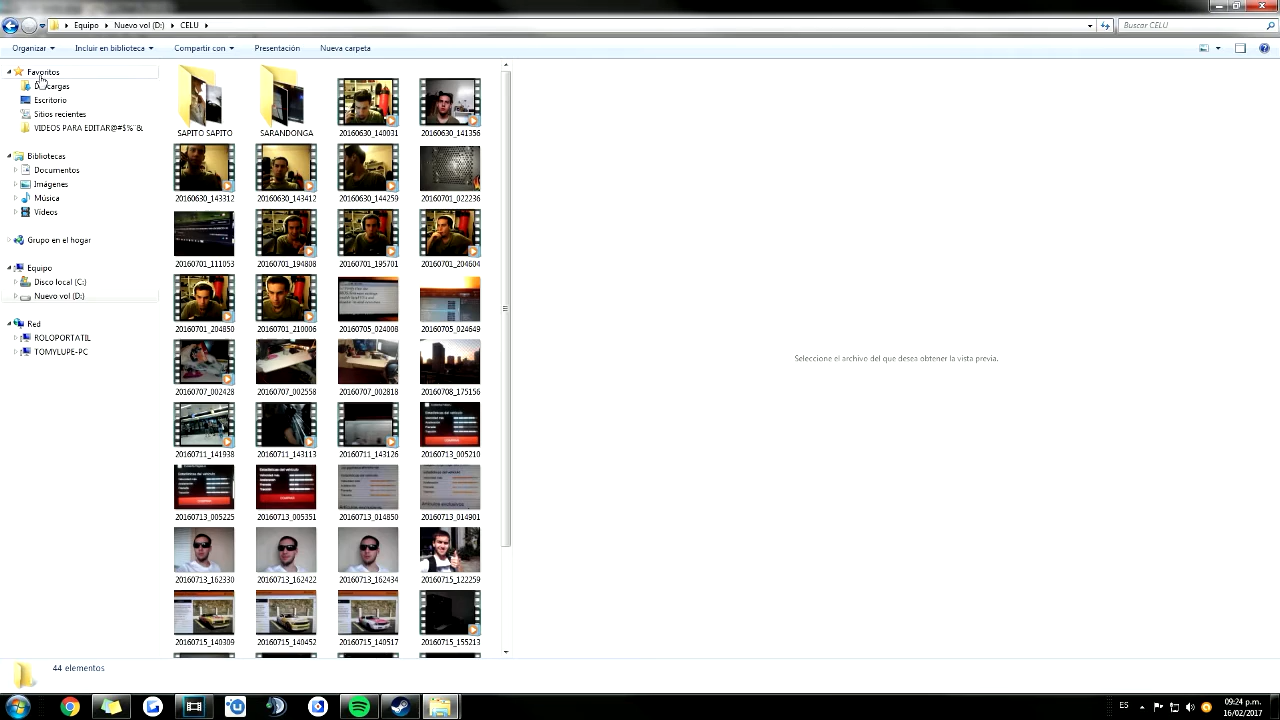 Equipo ▸ Nuevo vol (D:) ▸ CELU
Buscar CELU
Organizar Incluir en biblioteca Compartir con Presentación Nueva carpeta
Favoritos
Descargas
Escritorio
Sitios recientes
VIDEOS PARA EDITAR@#$%
Bibliotecas
Documentos
Imágenes
Música
Vídeos
Grupo en el hogar
Equipo
Disco local (C:)
Nuevo vol (D:)
Red
ROLOPORTATIL
TOMYLUPE-PC
SAPITO SAPITO SARANDONGA 20160630_140031 20160630_141356
20160630_143312 20160630_143412 20160630_144259 20160701_022236
20160701_111053 20160701_194808 20160701_195701 20160701_204604
20160701_204850 20160701_210006 20160705_024008 20160705_024649
20160707_002428 20160707_002558 20160707_002818 20160708_175156
20160711_141938 20160711_143113 20160711_143126 20160713_005210
20160713_005225 20160713_005351 20160713_014850 20160713_014901
20160713_162330 20160713_162422 20160713_162434 20160715_122259
20160715_140309 20160715_140452 20160715_140517 20160715_155213
Seleccione el archivo del que desea obtener la vista previa.
44 elementos
ES
09:24 p.m.
16/02/2017